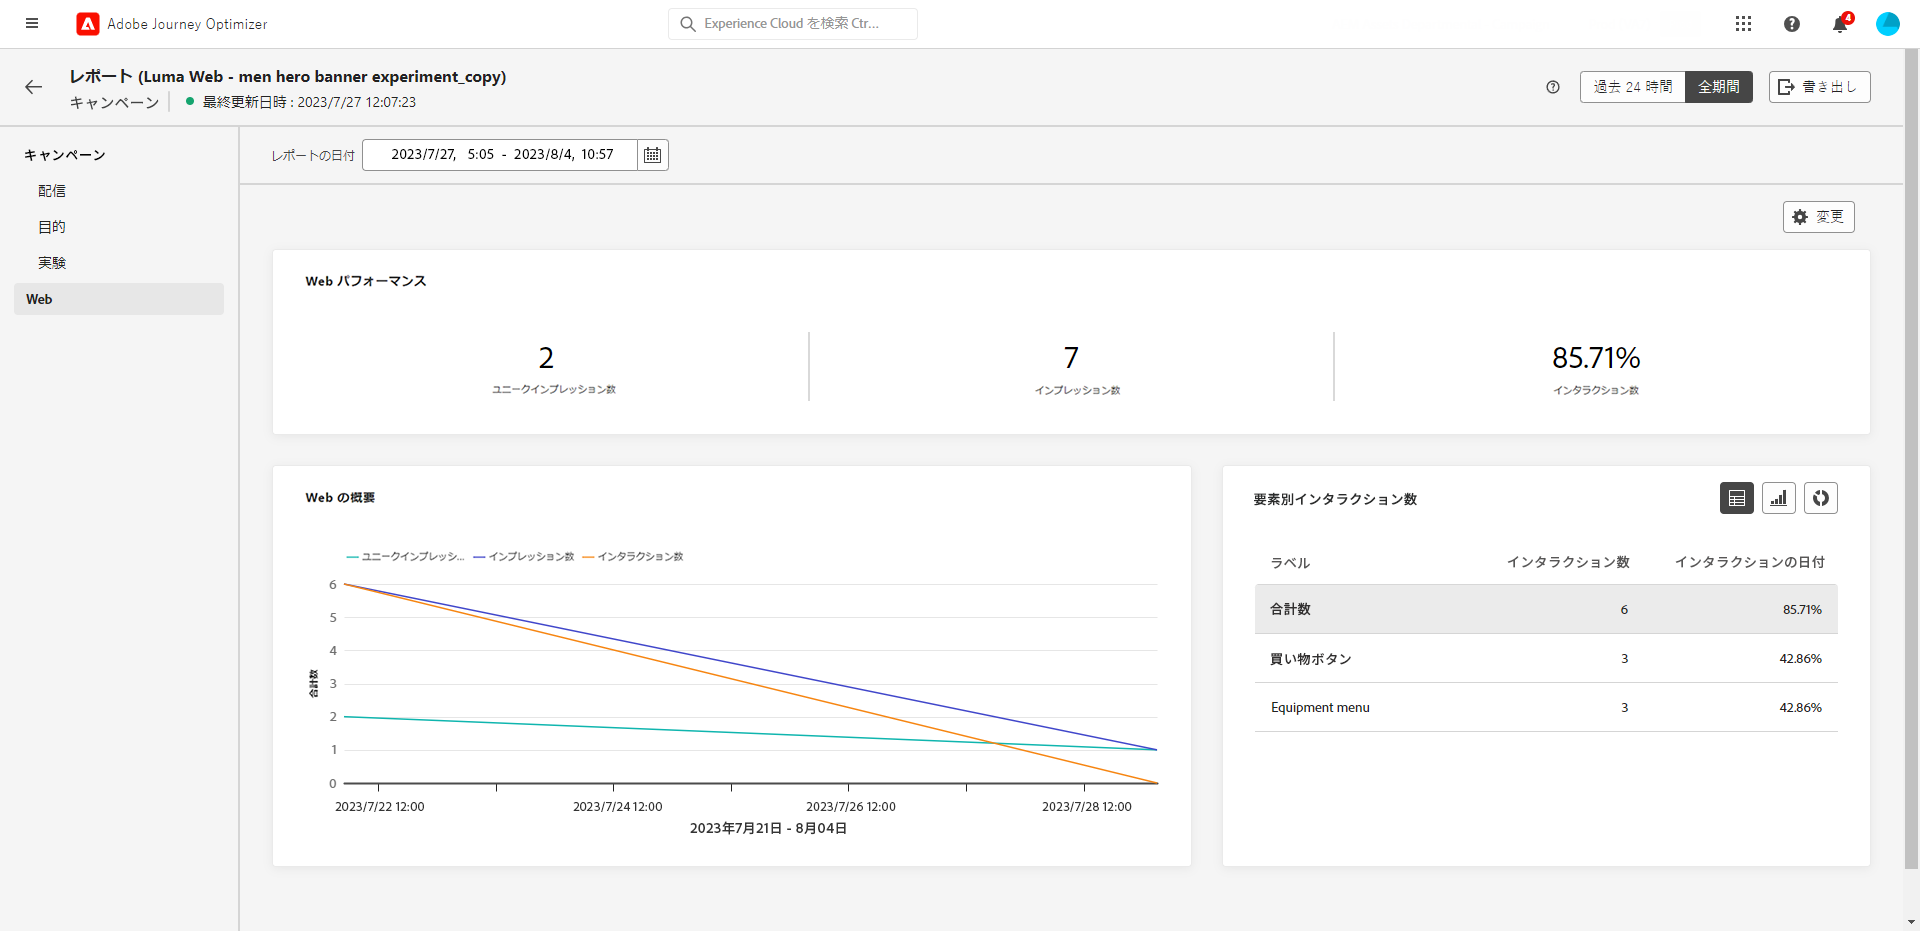 Adobe Journey Optimizer
Experience Cloud を検索 Ctr...
4
レポート (Luma Web - men hero banner experiment_copy)
キャンペーン
最終更新日時 : 2023/7/27 12:07:23
過去 24 時間
全期間
書き出し
キャンペーン
配信
目的
実験
Web
レポートの日付
2023/7/27, 5:05 - 2023/8/4, 10:57
変更
Web パフォーマンス
2
ユニークインプレッション数
7
インプレッション数
85.71%
インタラクション数
Web の概要
ユニークインプレッシ... インプレッション数 インタラクション数
6
5
4
3
2
1
0
合計数
2023/7/22 12:00 2023/7/24 12:00 2023/7/26 12:00 2023/7/28 12:00
2023年7月21日 - 8月04日
要素別インタラクション数
ラベル インタラクション数 インタラクションの日付
合計数 6 85.71%
買い物ボタン 3 42.86%
Equipment menu 3 42.86%